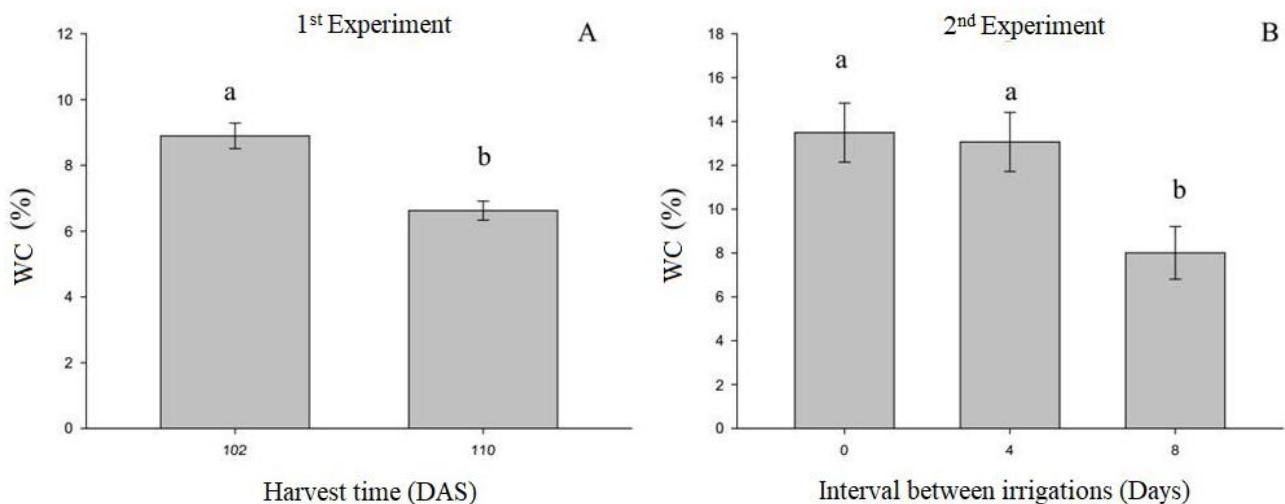 1st Experiment
A
12
10
8
6
4
2
0
WC (%)
a
b
102
110
Harvest time (DAS)
2nd Experiment
B
18
16
14
12
10
8
6
4
2
0
WC (%)
a
a
b
0
4
8
Interval between irrigations (Days)